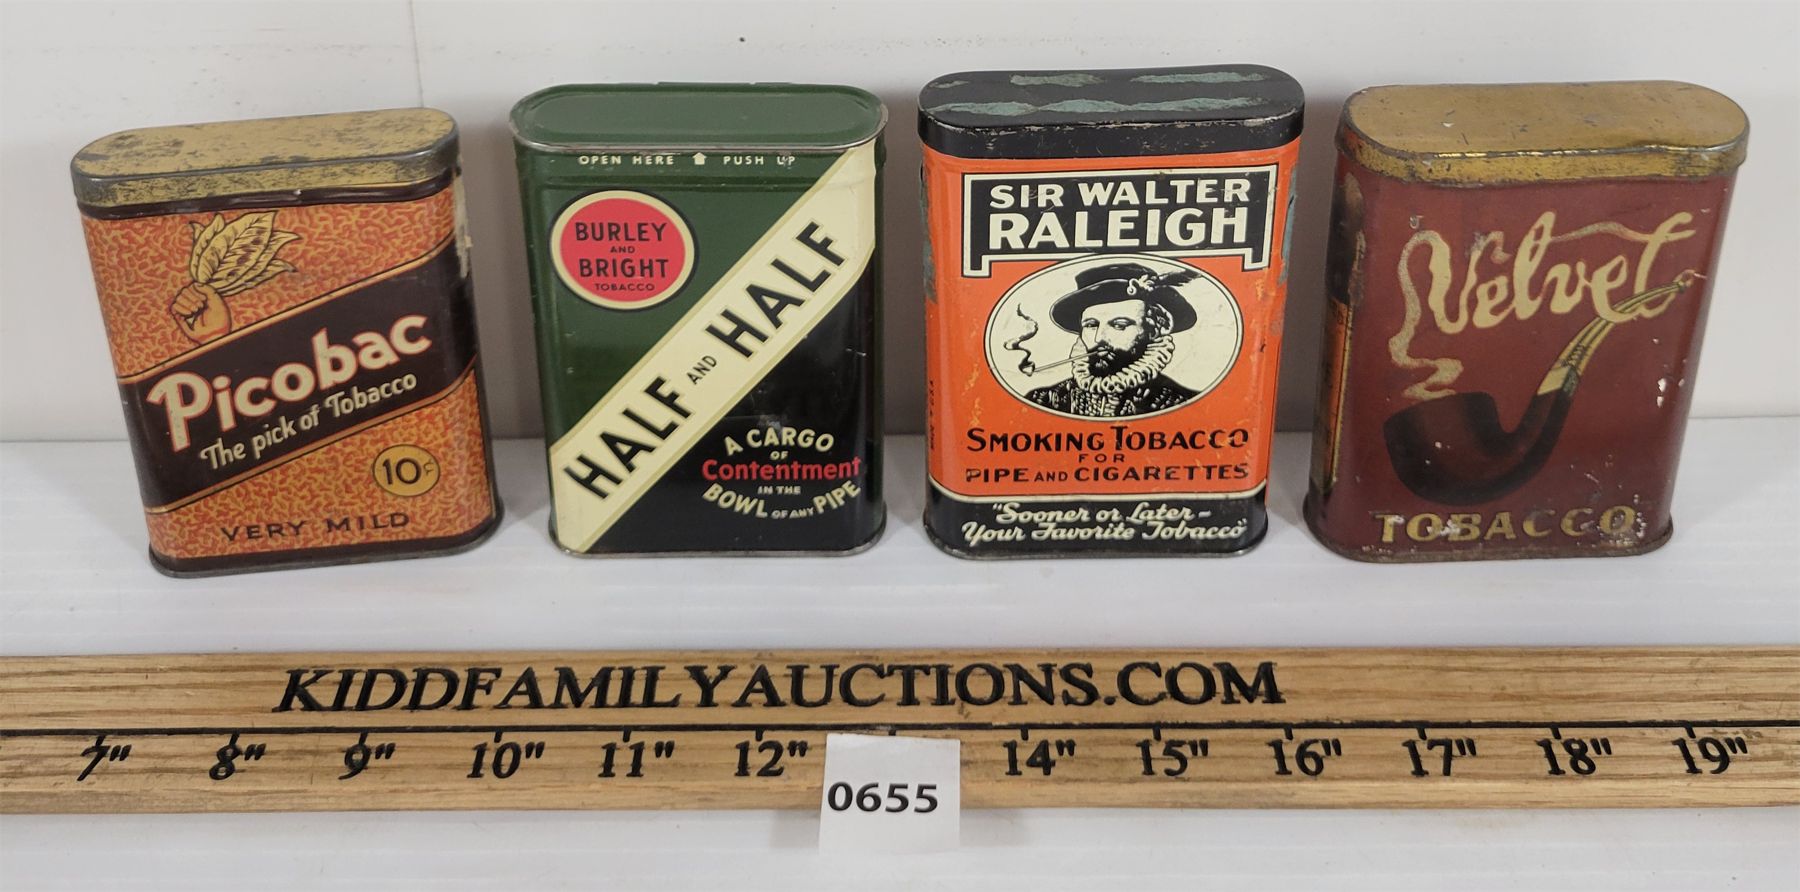 Picobac
The pick of Tobacco
10¢
VERY MILD
OPEN HERE PUSH UP
BURLEY
AND
BRIGHT
TOBACCO
HALF AND HALF
A CARGO
OF
Contentment
IN THE
BOWL OF ANY PIPE
SIR WALTER
RALEIGH
SMOKING TOBACCO
FOR
PIPE AND CIGARETTES
"Sooner or Later-
Your Favorite Tobacco"
MADE IN U.S.A.
Velvet
TOBACCO
KIDDFAMILYAUCTIONS.COM
7" 8" 9" 10" 11" 12" 14" 15" 16" 17" 18" 19"
0655